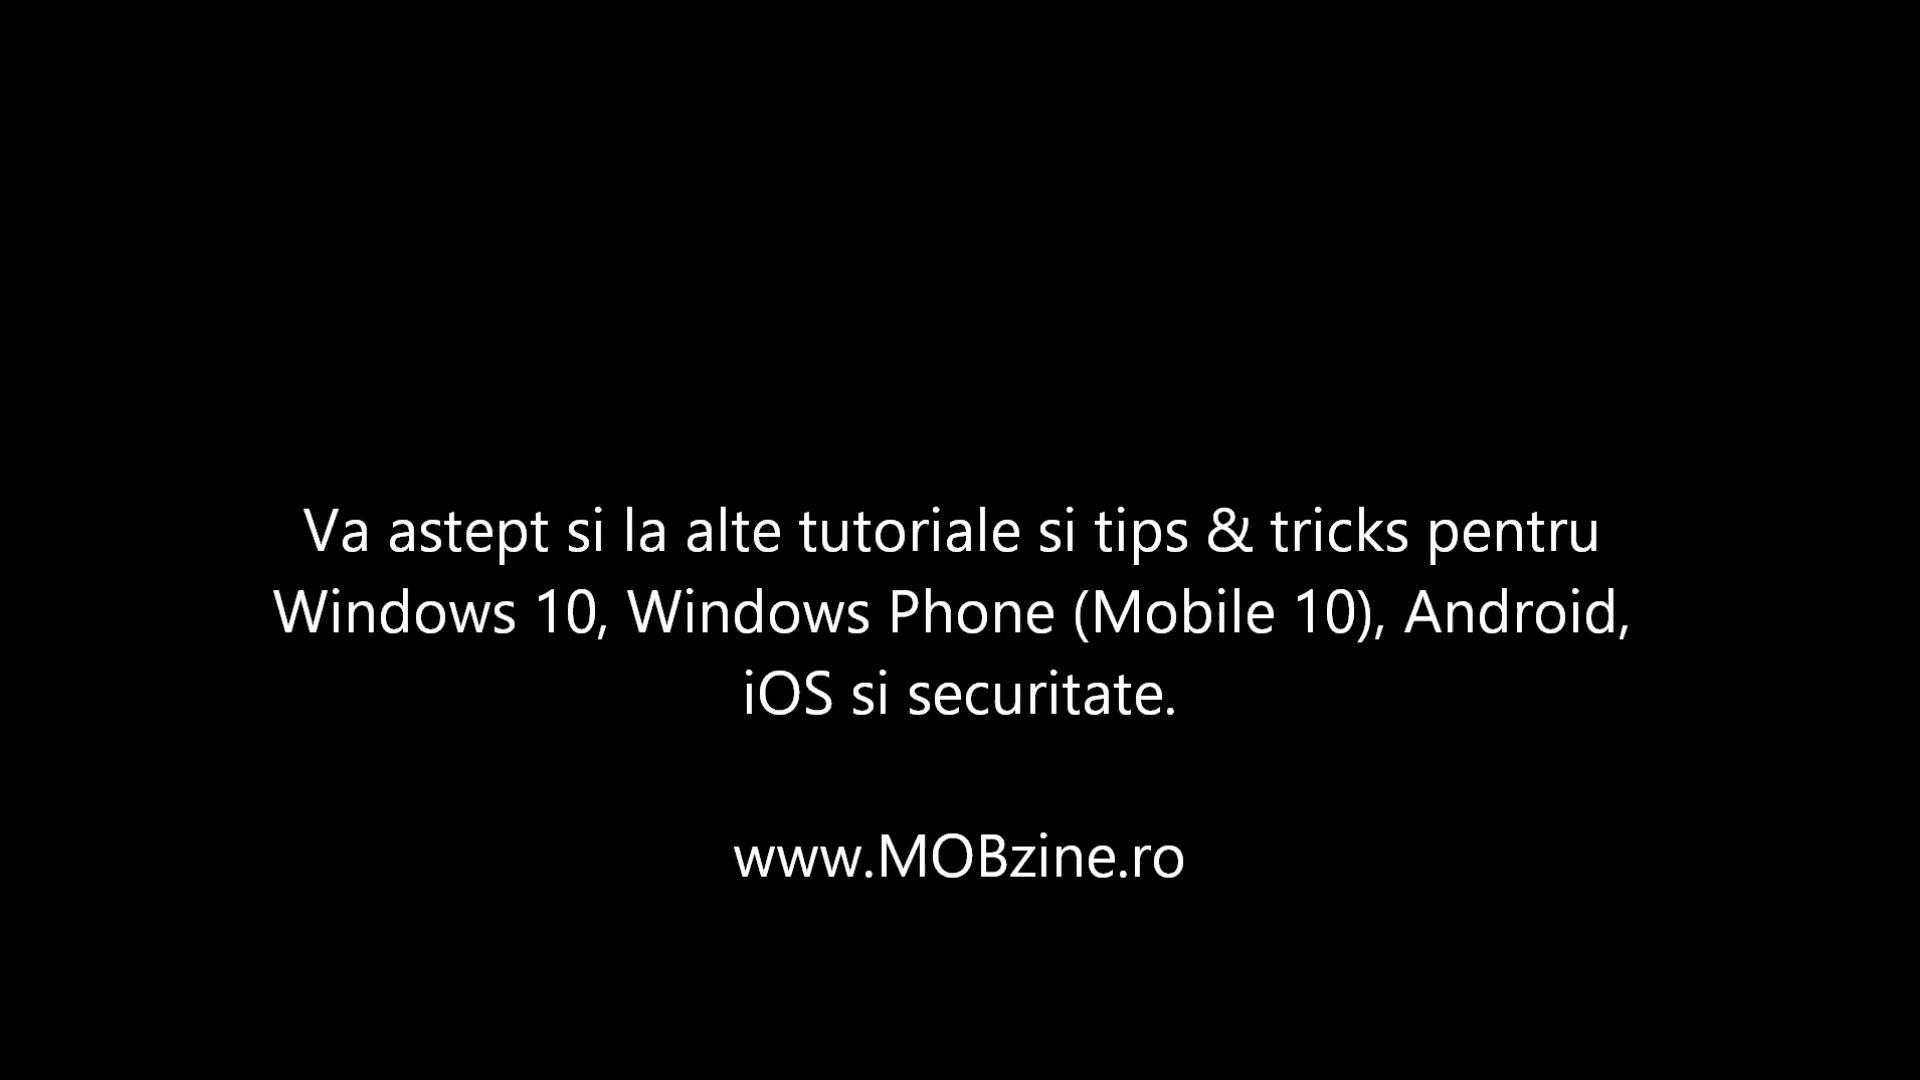 Va astept si la alte tutoriale si tips & tricks pentru
Windows 10, Windows Phone (Mobile 10), Android,
iOS si securitate.
www.MOBzine.ro